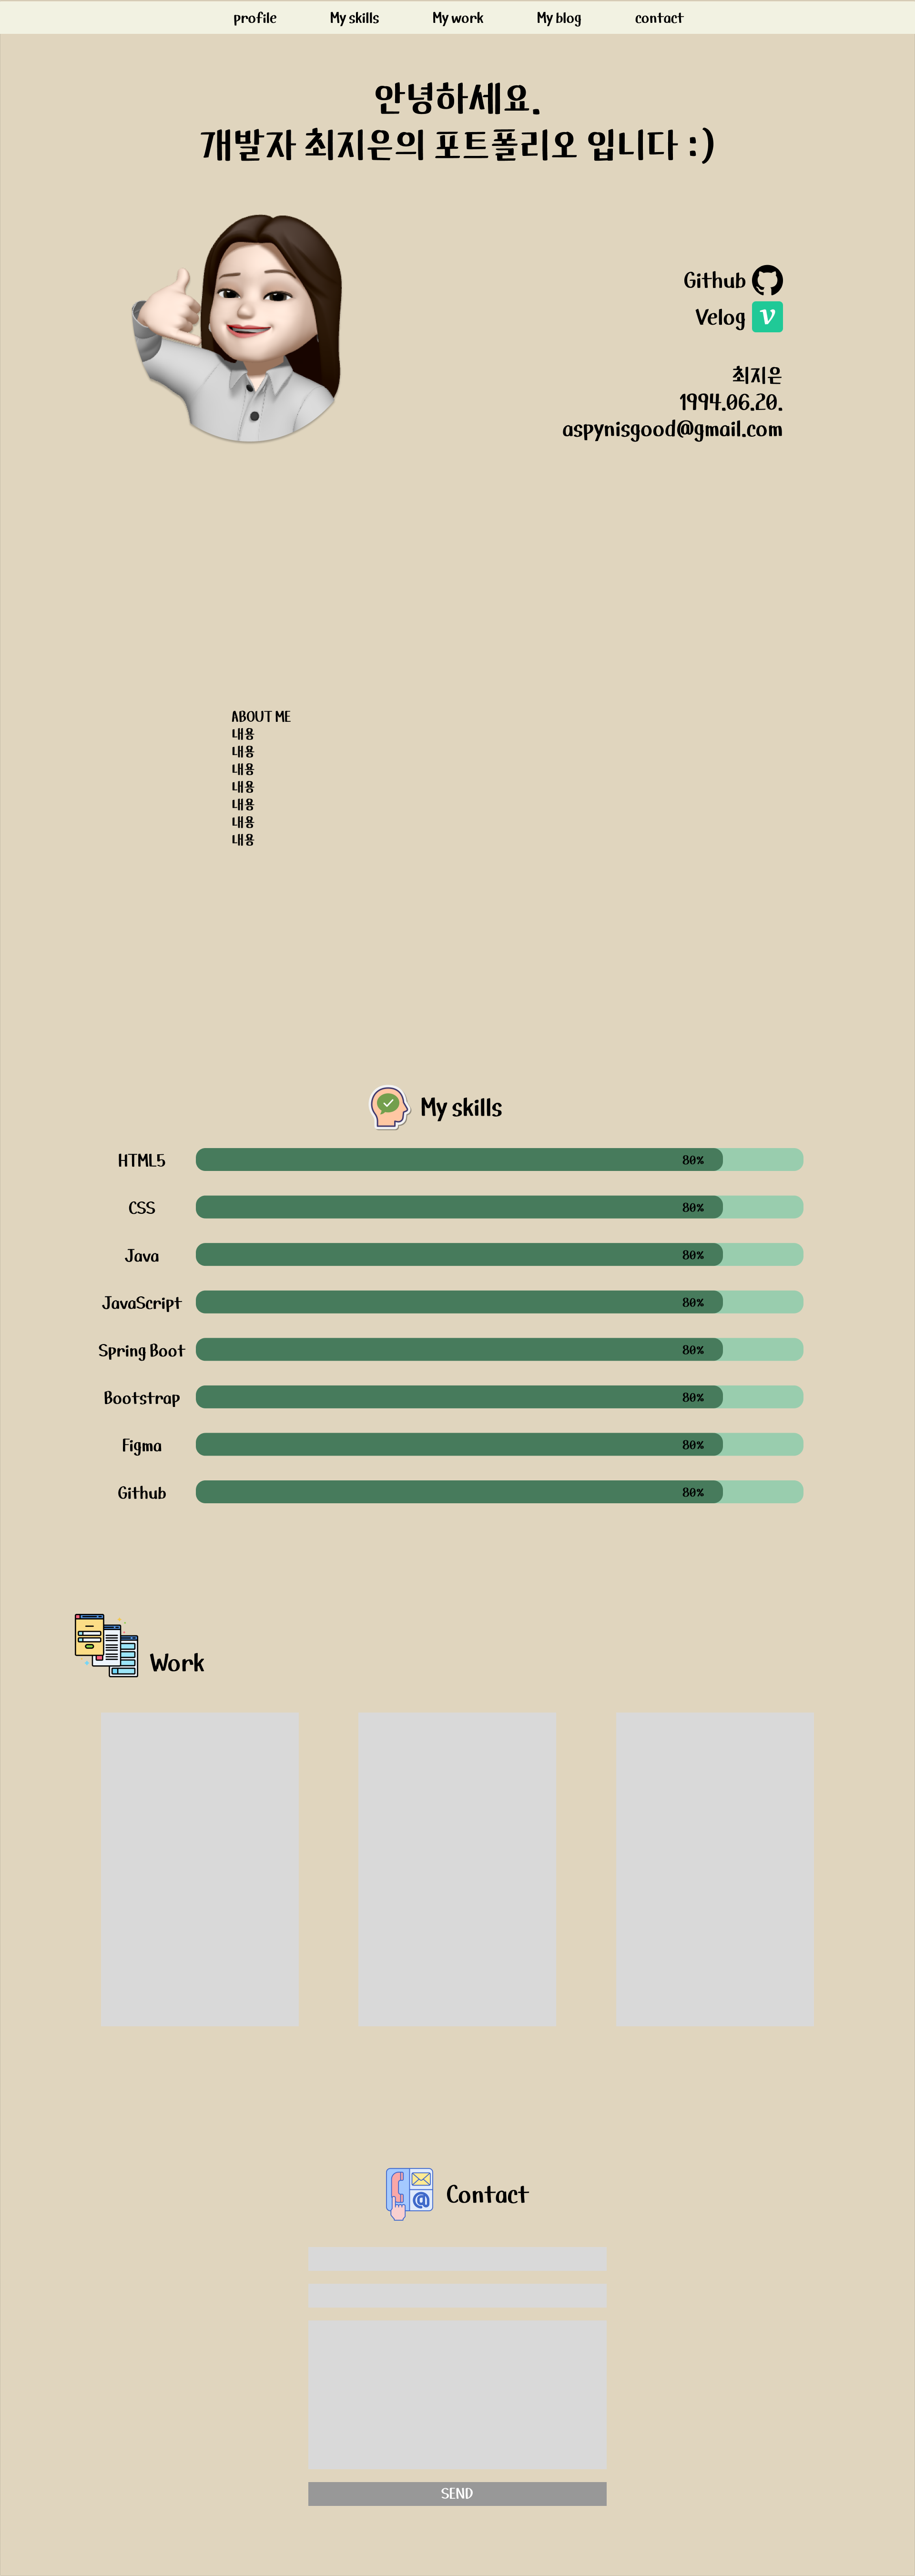 profile My skills My work My blog contact
안녕하세요.
개발자 최지은의 포트폴리오 입니다 :)
Github
Velog
최지은
1994.06.20.
aspynisgood@gmail.com
ABOUT ME
내용
내용
내용
내용
내용
내용
내용
My skills
HTML5 80%
CSS 80%
Java 80%
JavaScript 80%
Spring Boot 80%
Bootstrap 80%
Figma 80%
Github 80%
Work
Contact
SEND